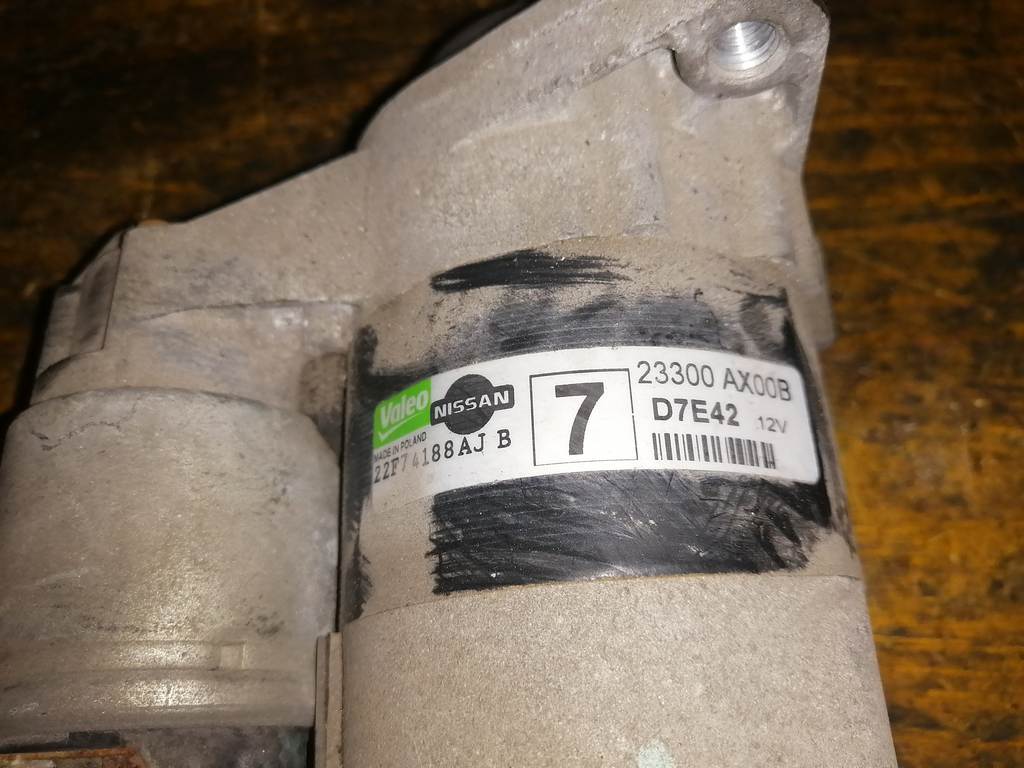 Valeo
NISSAN
MADE IN POLAND
22F74188AJ B
7
23300 AX00B
D7E42 12V